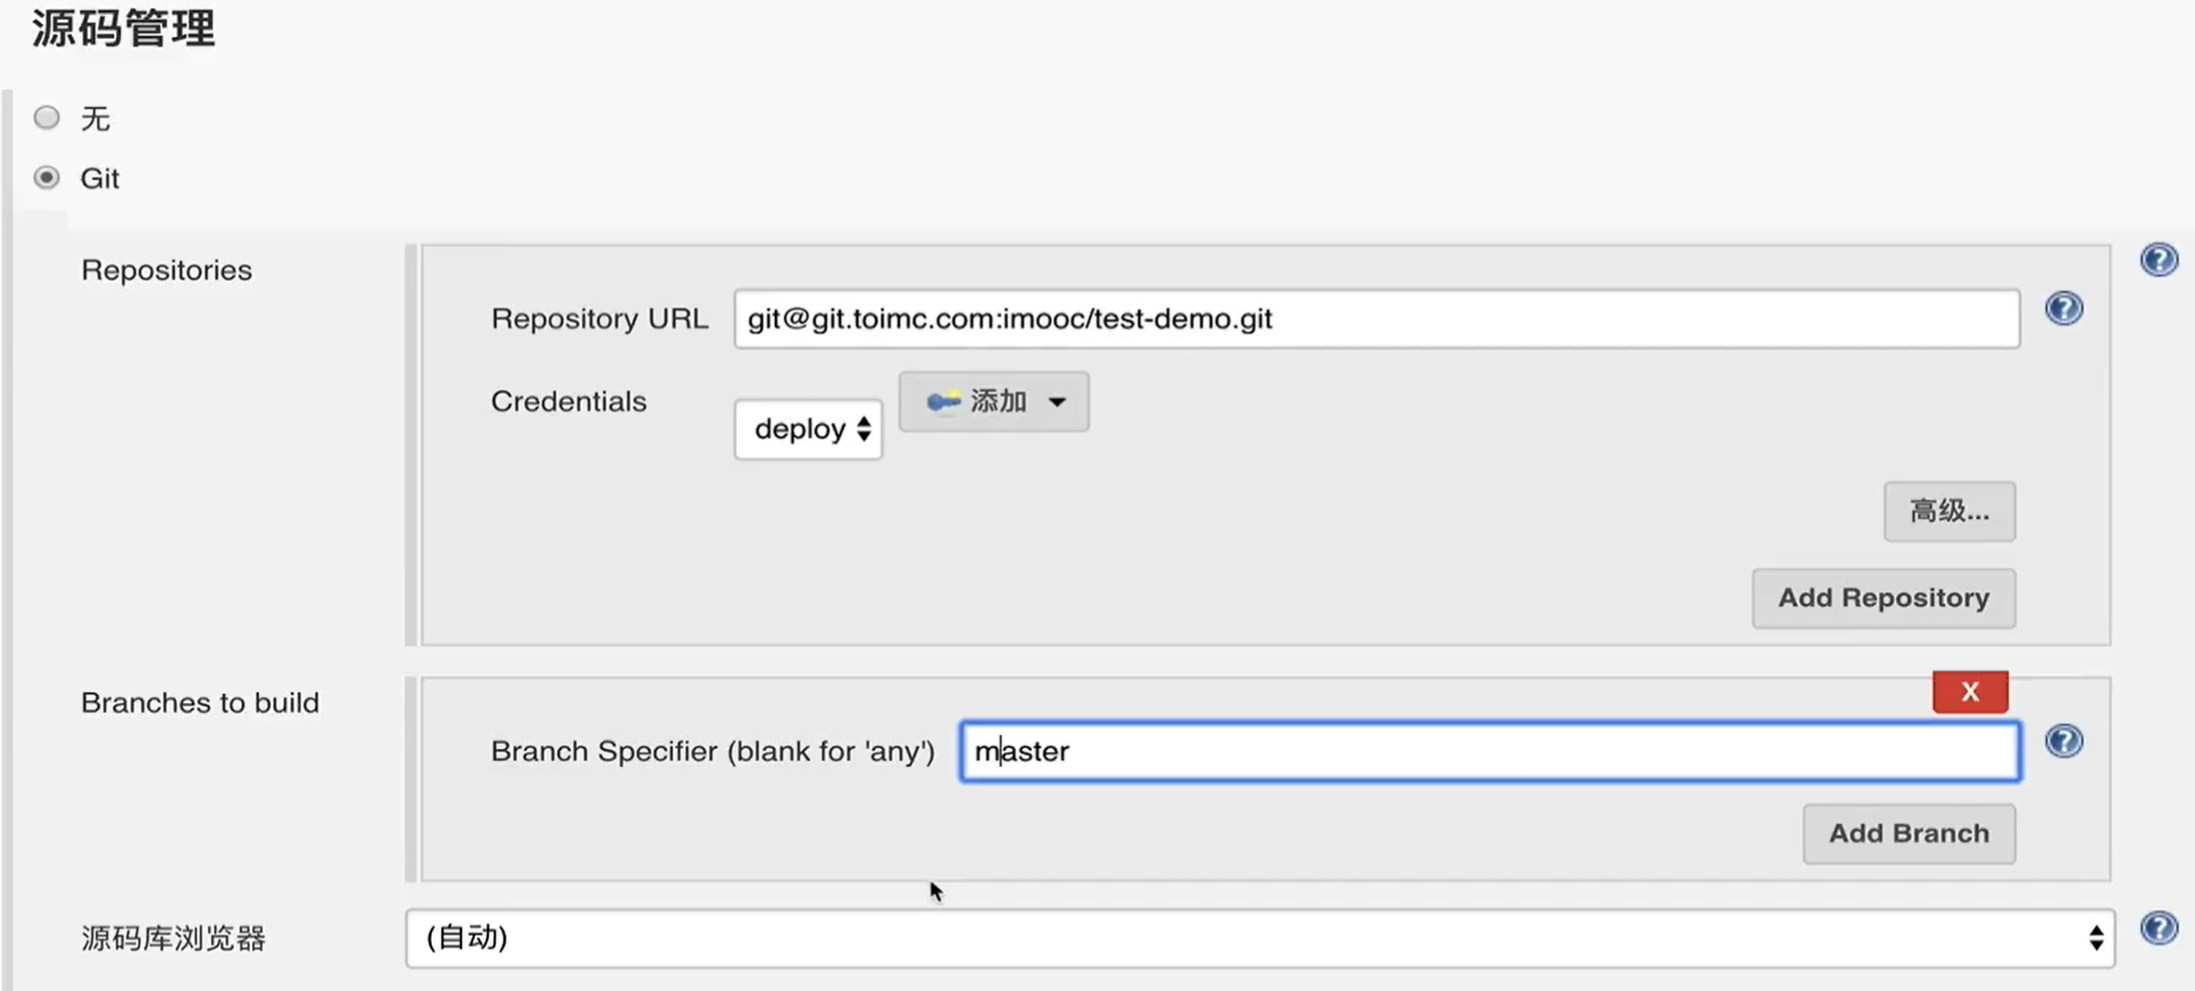 源码管理
无
Git
Repositories
Repository URL git@git.toimc.com:imooc/test-demo.git
Credentials deploy 添加
高级...
Add Repository
X
Branches to build
Branch Specifier (blank for 'any') master
Add Branch
源码库浏览器 (自动)